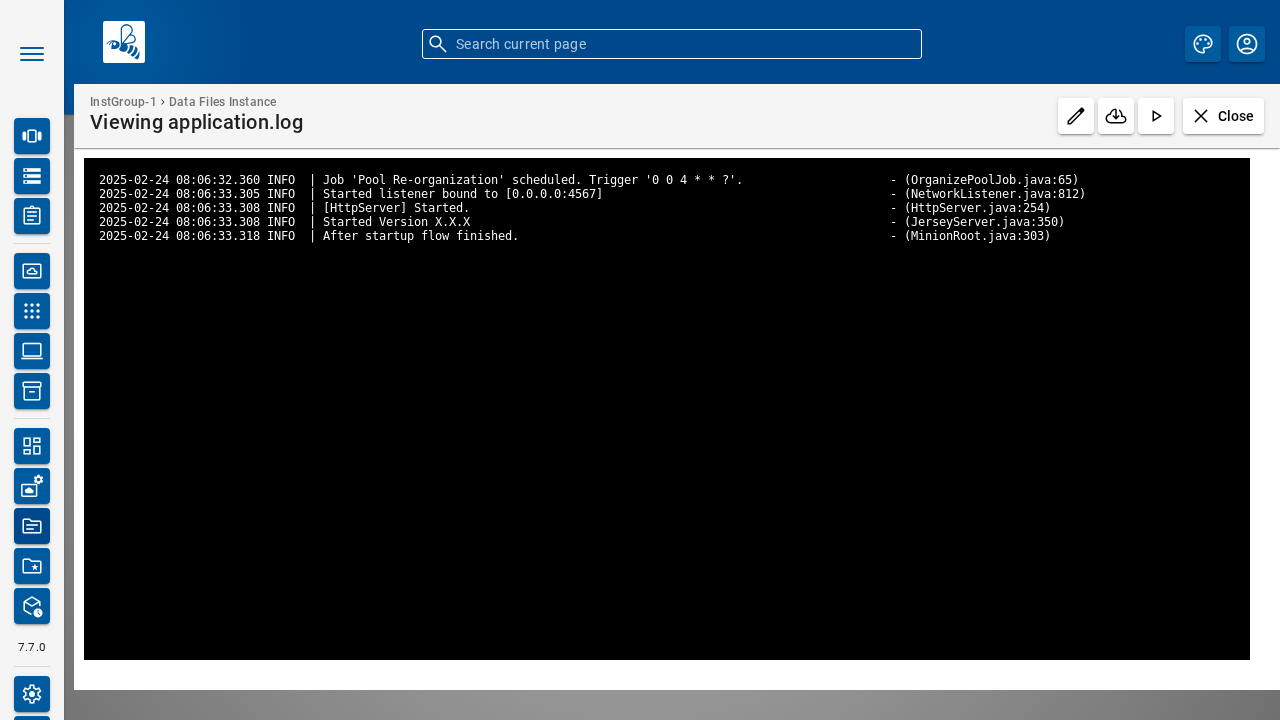 Search current page
InstGroup-1 › Data Files Instance
Viewing application.log
Close
2025-02-24 08:06:32.360 INFO  | Job 'Pool Re-organization' scheduled. Trigger '0 0 4 * * ?'.                     - (OrganizePoolJob.java:65)
2025-02-24 08:06:33.305 INFO  | Started listener bound to [0.0.0.0:4567]                                         - (NetworkListener.java:812)
2025-02-24 08:06:33.308 INFO  | [HttpServer] Started.                                                            - (HttpServer.java:254)
2025-02-24 08:06:33.308 INFO  | Started Version X.X.X                                                            - (JerseyServer.java:350)
2025-02-24 08:06:33.318 INFO  | After startup flow finished.                                                     - (MinionRoot.java:303)
7.7.0